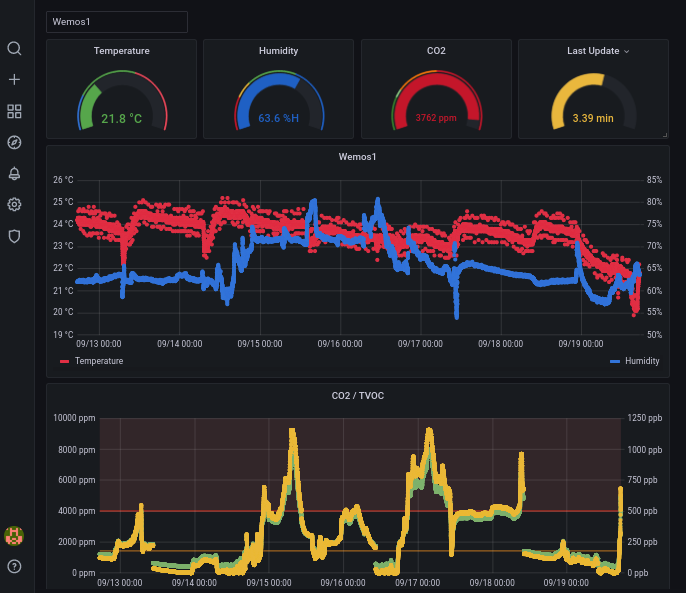 Wemos1
Temperature
21.8 °C
Humidity
63.6 %H
CO2
3762 ppm
Last Update
3.39 min
Wemos1
26 °C 85%
25 °C 80%
24 °C 75%
23 °C 70%
22 °C 65%
21 °C 60%
20 °C 55%
19 °C 50%
09/13 00:00 09/14 00:00 09/15 00:00 09/16 00:00 09/17 00:00 09/18 00:00 09/19 00:00
Temperature Humidity
CO2 / TVOC
10000 ppm 1250 ppb
8000 ppm 1000 ppb
6000 ppm 750 ppb
4000 ppm 500 ppb
2000 ppm 250 ppb
0 ppm 0 ppb
09/13 00:00 09/14 00:00 09/15 00:00 09/16 00:00 09/17 00:00 09/18 00:00 09/19 00:00